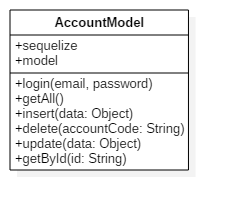 AccountModel
+sequelize
+model
+login(email, password)
+getAll()
+insert(data: Object)
+delete(accountCode: String)
+update(data: Object)
+getById(id: String)